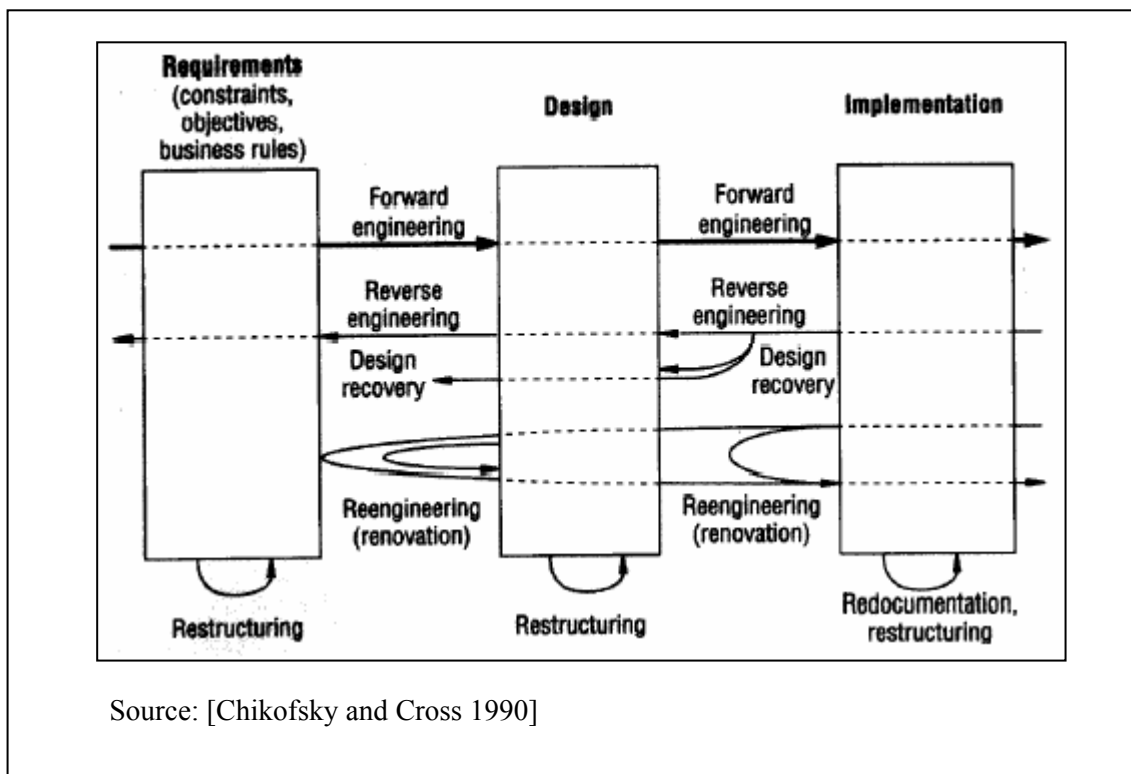 Requirements
(constraints,
objectives,
business rules)
Design
Implementation
Forward
engineering
Forward
engineering
Reverse
engineering
Reverse
engineering
Design
recovery
Design
recovery
Reengineering
(renovation)
Reengineering
(renovation)
Restructuring
Restructuring
Redocumentation,
restructuring
Source: [Chikofsky and Cross 1990]